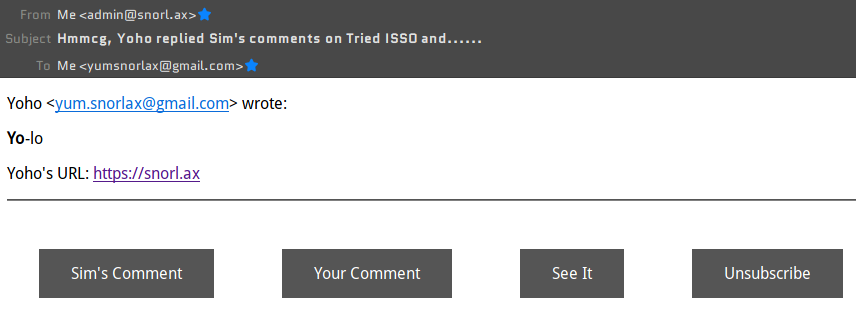 From Me <admin@snorl.ax>
Subject Hmmcg, Yoho replied Sim's comments on Tried ISSO and......
To Me <yumsnorlax@gmail.com>
Yoho <yum.snorlax@gmail.com> wrote:
Yo-lo
Yoho's URL: https://snorl.ax
Sim's Comment Your Comment See It Unsubscribe